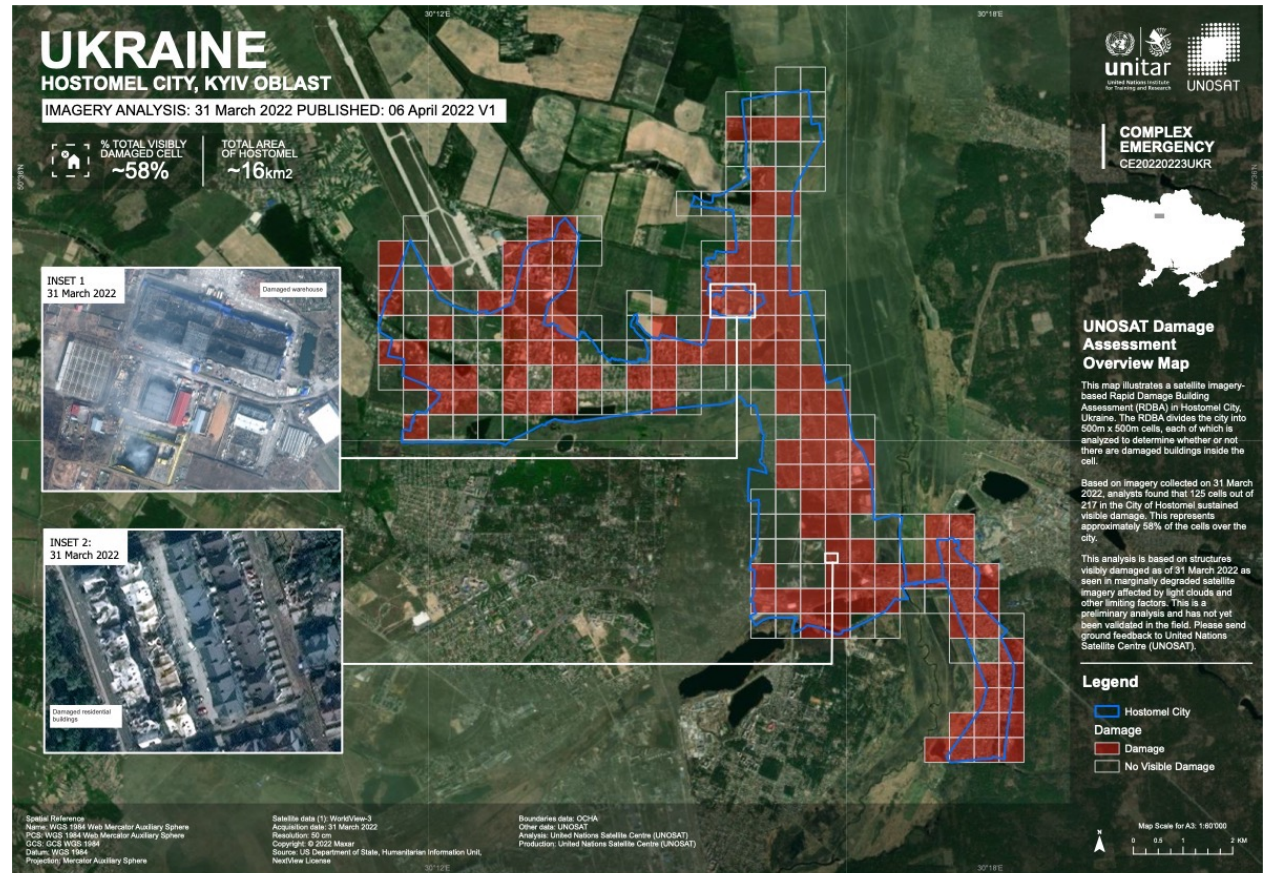 30°12'E
30°18'E
UKRAINE
HOSTOMEL CITY, KYIV OBLAST
IMAGERY ANALYSIS: 31 March 2022 PUBLISHED: 06 April 2022 V1
% TOTAL VISIBLY
DAMAGED CELL
~58%
TOTAL AREA
OF HOSTOMEL
~16km2
INSET 1
31 March 2022
Damaged warehouse
INSET 2:
31 March 2022
Damaged residential
buildings
unitar
United Nations Institute
for Training and Research
UNOSAT
COMPLEX
EMERGENCY
CE20220223UKR
UNOSAT Damage
Assessment
Overview Map
This map illustrates a satellite imagery-
based Rapid Damage Building
Assessment (RDBA) in Hostomel City,
Ukraine. The RDBA divides the city into
500m x 500m cells, each of which is
analyzed to determine whether or not
there are damaged buildings inside the
cell.
Based on imagery collected on 31 March
2022, analysts found that 125 cells out of
217 in the City of Hostomel sustained
visible damage. This represents
approximately 58% of the cells over the
city.
This analysis is based on structures
visibly damaged as of 31 March 2022 as
seen in marginally degraded satellite
imagery affected by light clouds and
other limiting factors. This is a
preliminary analysis and has not yet
been validated in the field. Please send
ground feedback to United Nations
Satellite Centre (UNOSAT).
Legend
Hostomel City
Damage
Damage
No Visible Damage
Map Scale for A3: 1:60'000
N
0 0.5 1 2 KM
Spatial Reference
Name: WGS 1984 Web Mercator Auxiliary Sphere
PCS: WGS 1984 Web Mercator Auxiliary Sphere
GCS: GCS WGS 1984
Datum: WGS 1984
Projection: Mercator Auxiliary Sphere
Satellite data (1): WorldView-3
Acquisition date: 31 March 2022
Resolution: 50 cm
Copyright: © 2022 Maxar
Source: US Department of State, Humanitarian Information Unit,
NextView License
Boundaries data: OCHA
Other data: UNOSAT
Analysis: United Nations Satellite Centre (UNOSAT)
Production: United Nations Satellite Centre (UNOSAT)
30°12'E
30°18'E